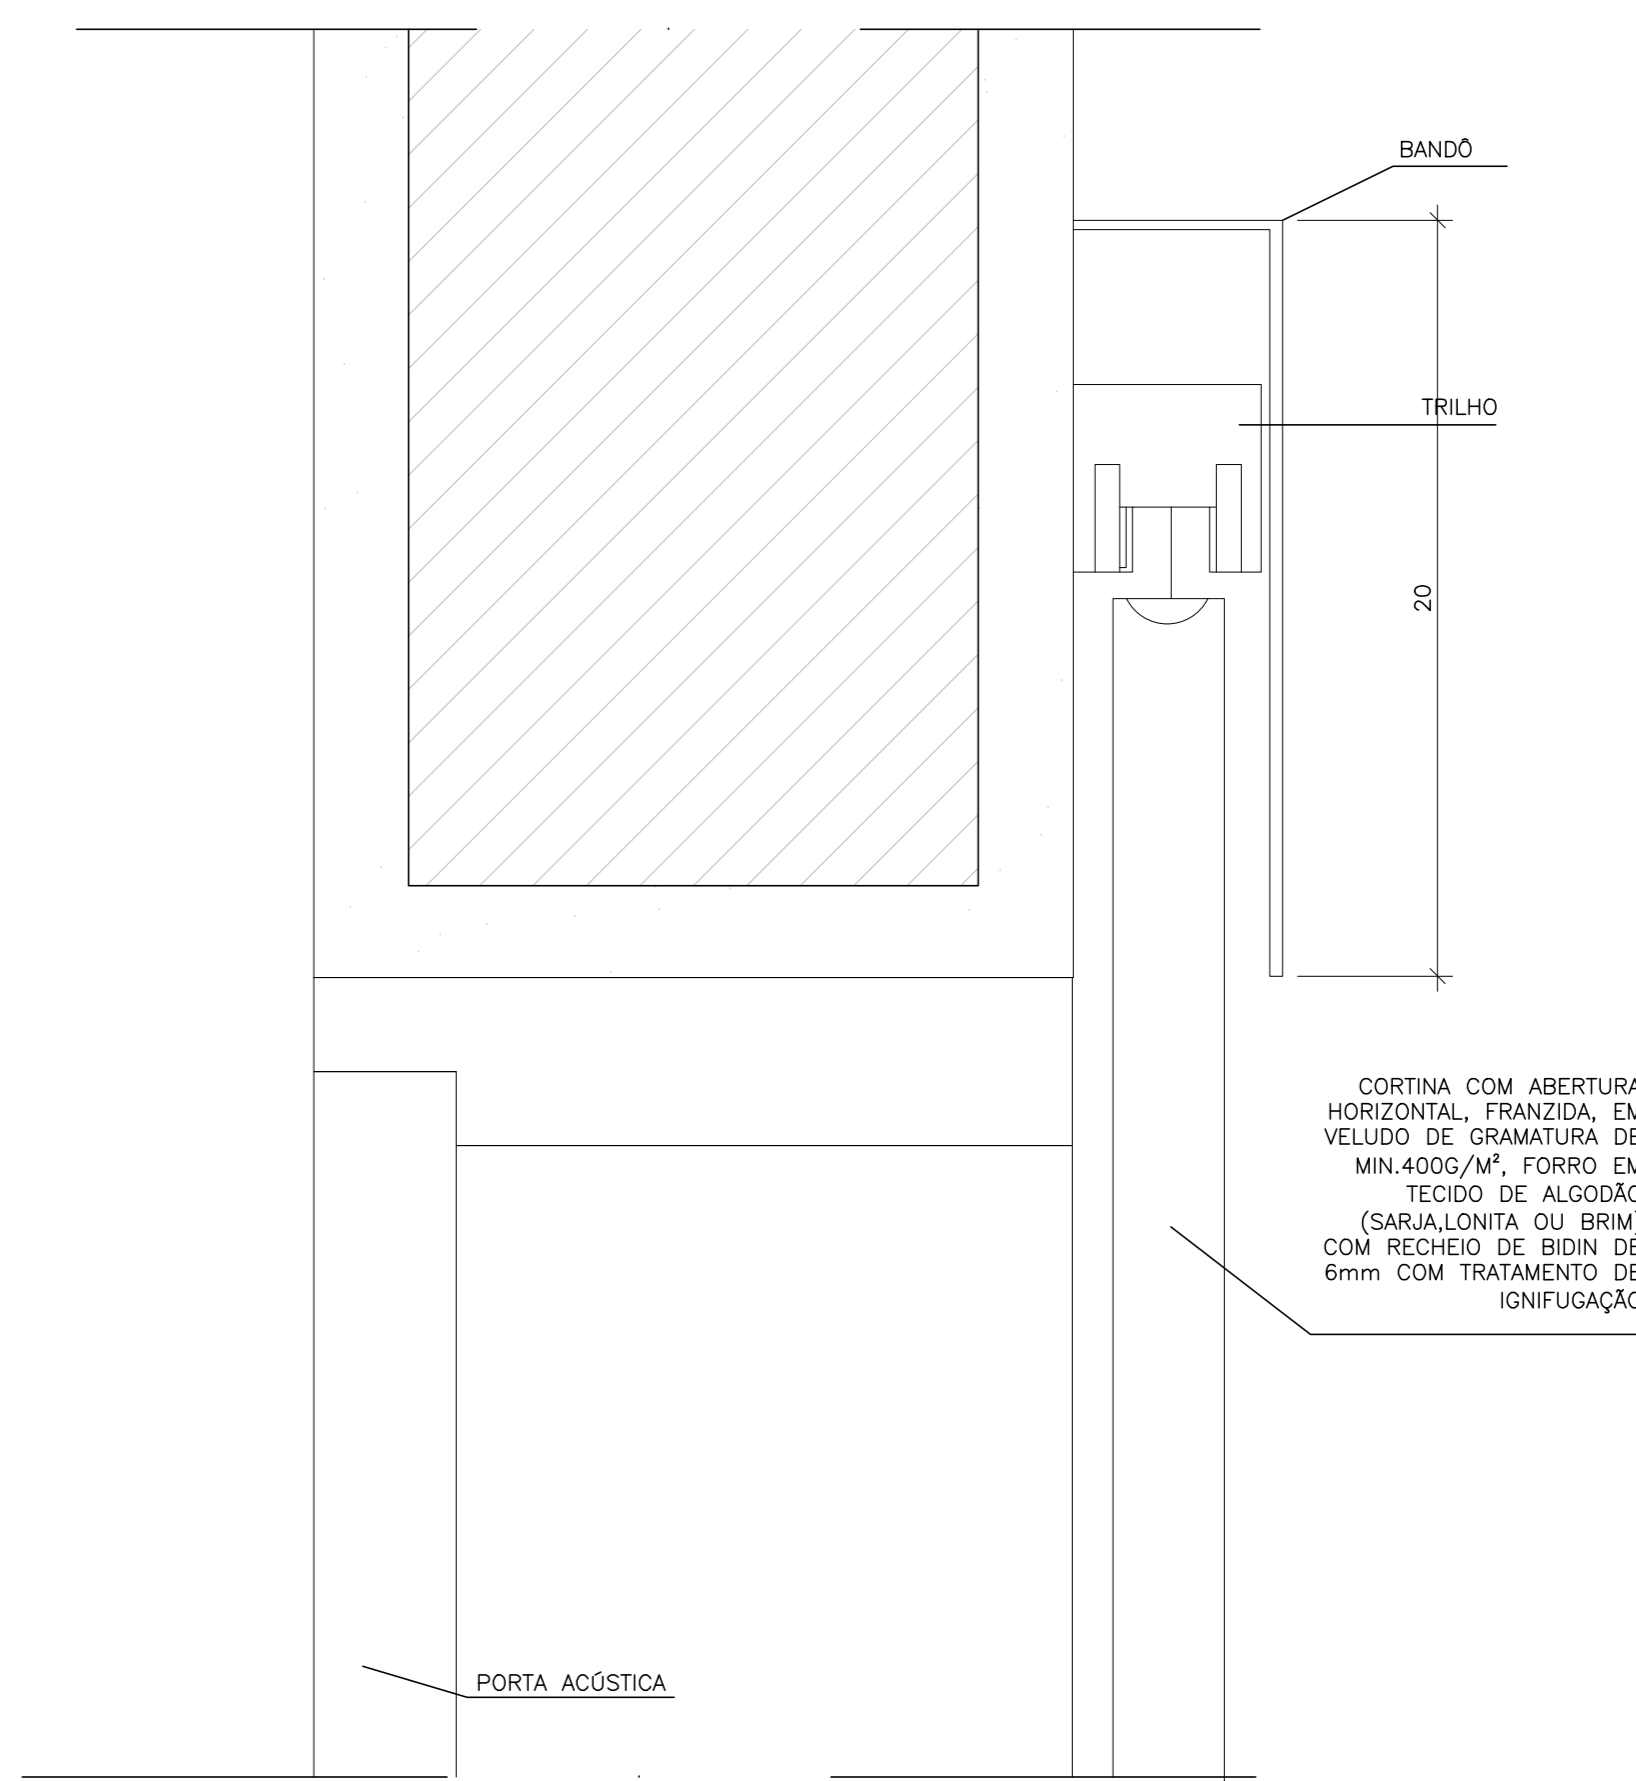 BANDÔ
TRILHO
20
CORTINA COM ABERTURA
HORIZONTAL, FRANZIDA, EM
VELUDO DE GRAMATURA DE
MIN.400G/M², FORRO EM
TECIDO DE ALGODÃO
(SARJA,LONITA OU BRIM)
COM RECHEIO DE BIDIN DE
6mm COM TRATAMENTO DE
IGNIFUGAÇÃO
PORTA ACÚSTICA